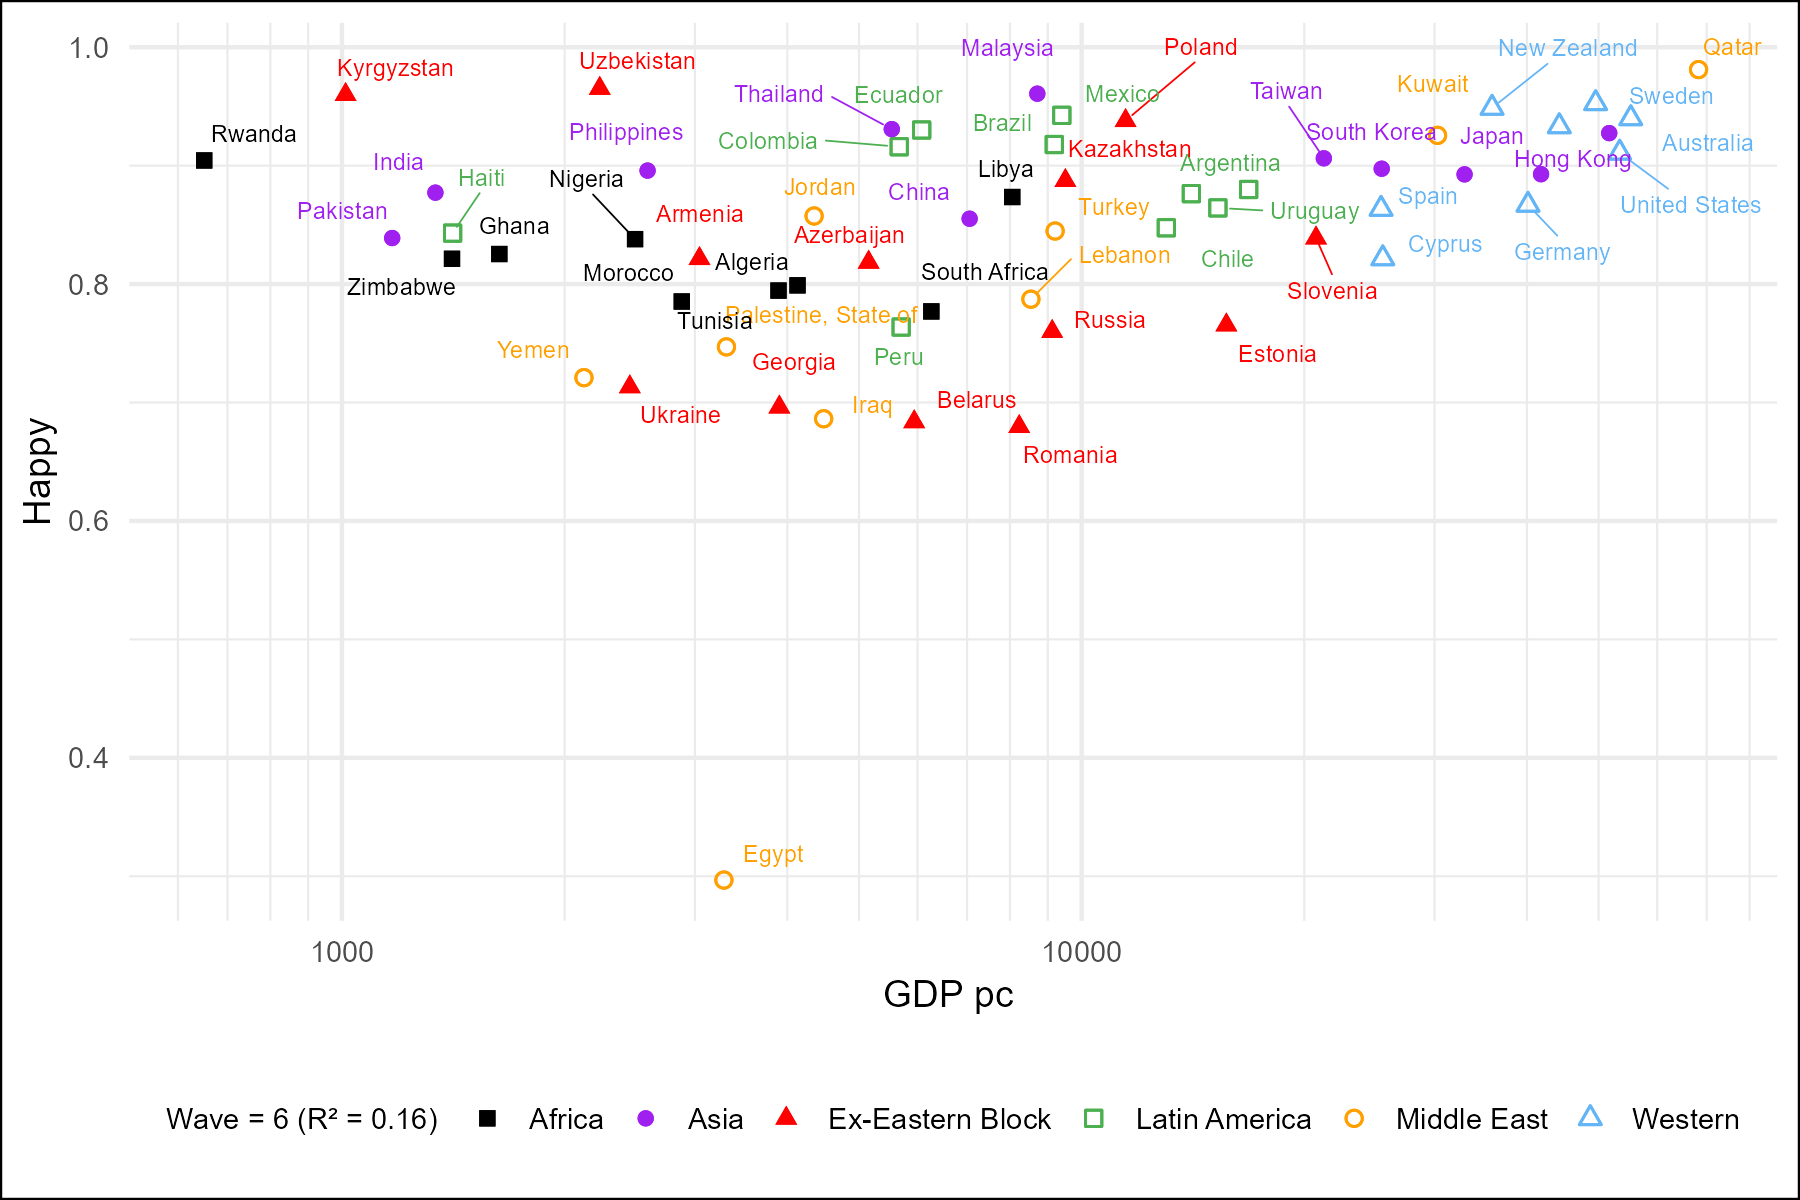 1.0
0.8
0.6
0.4
Happy
Kyrgyzstan
Uzbekistan
Malaysia
Poland
New Zealand
Qatar
Rwanda
Thailand
Ecuador
Mexico
Taiwan
Kuwait
Sweden
Philippines
Colombia
Brazil
South Korea
Japan
Australia
India
Haiti
Nigeria
Jordan
China
Libya
Kazakhstan
Argentina
Hong Kong
Pakistan
Ghana
Armenia
Azerbaijan
Turkey
Uruguay
Spain
United States
Zimbabwe
Morocco
Algeria
South Africa
Lebanon
Chile
Cyprus
Germany
Slovenia
Tunisia
Palestine, State of
Russia
Estonia
Yemen
Georgia
Peru
Ukraine
Iraq
Belarus
Romania
Egypt
1000
10000
GDP pc
Wave = 6 (R² = 0.16) Africa Asia Ex-Eastern Block Latin America Middle East Western